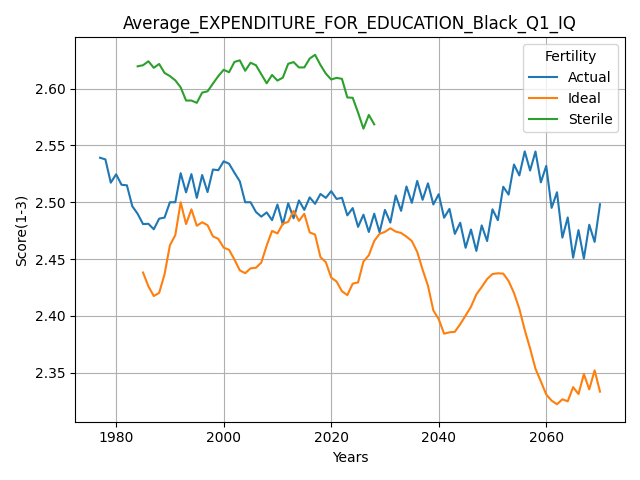 Average_EXPENDITURE_FOR_EDUCATION_Black_Q1_IQ
Fertility
Actual
Ideal
Sterile
Score(1-3)
2.60
2.55
2.50
2.45
2.40
2.35
1980
2000
2020
2040
2060
Years